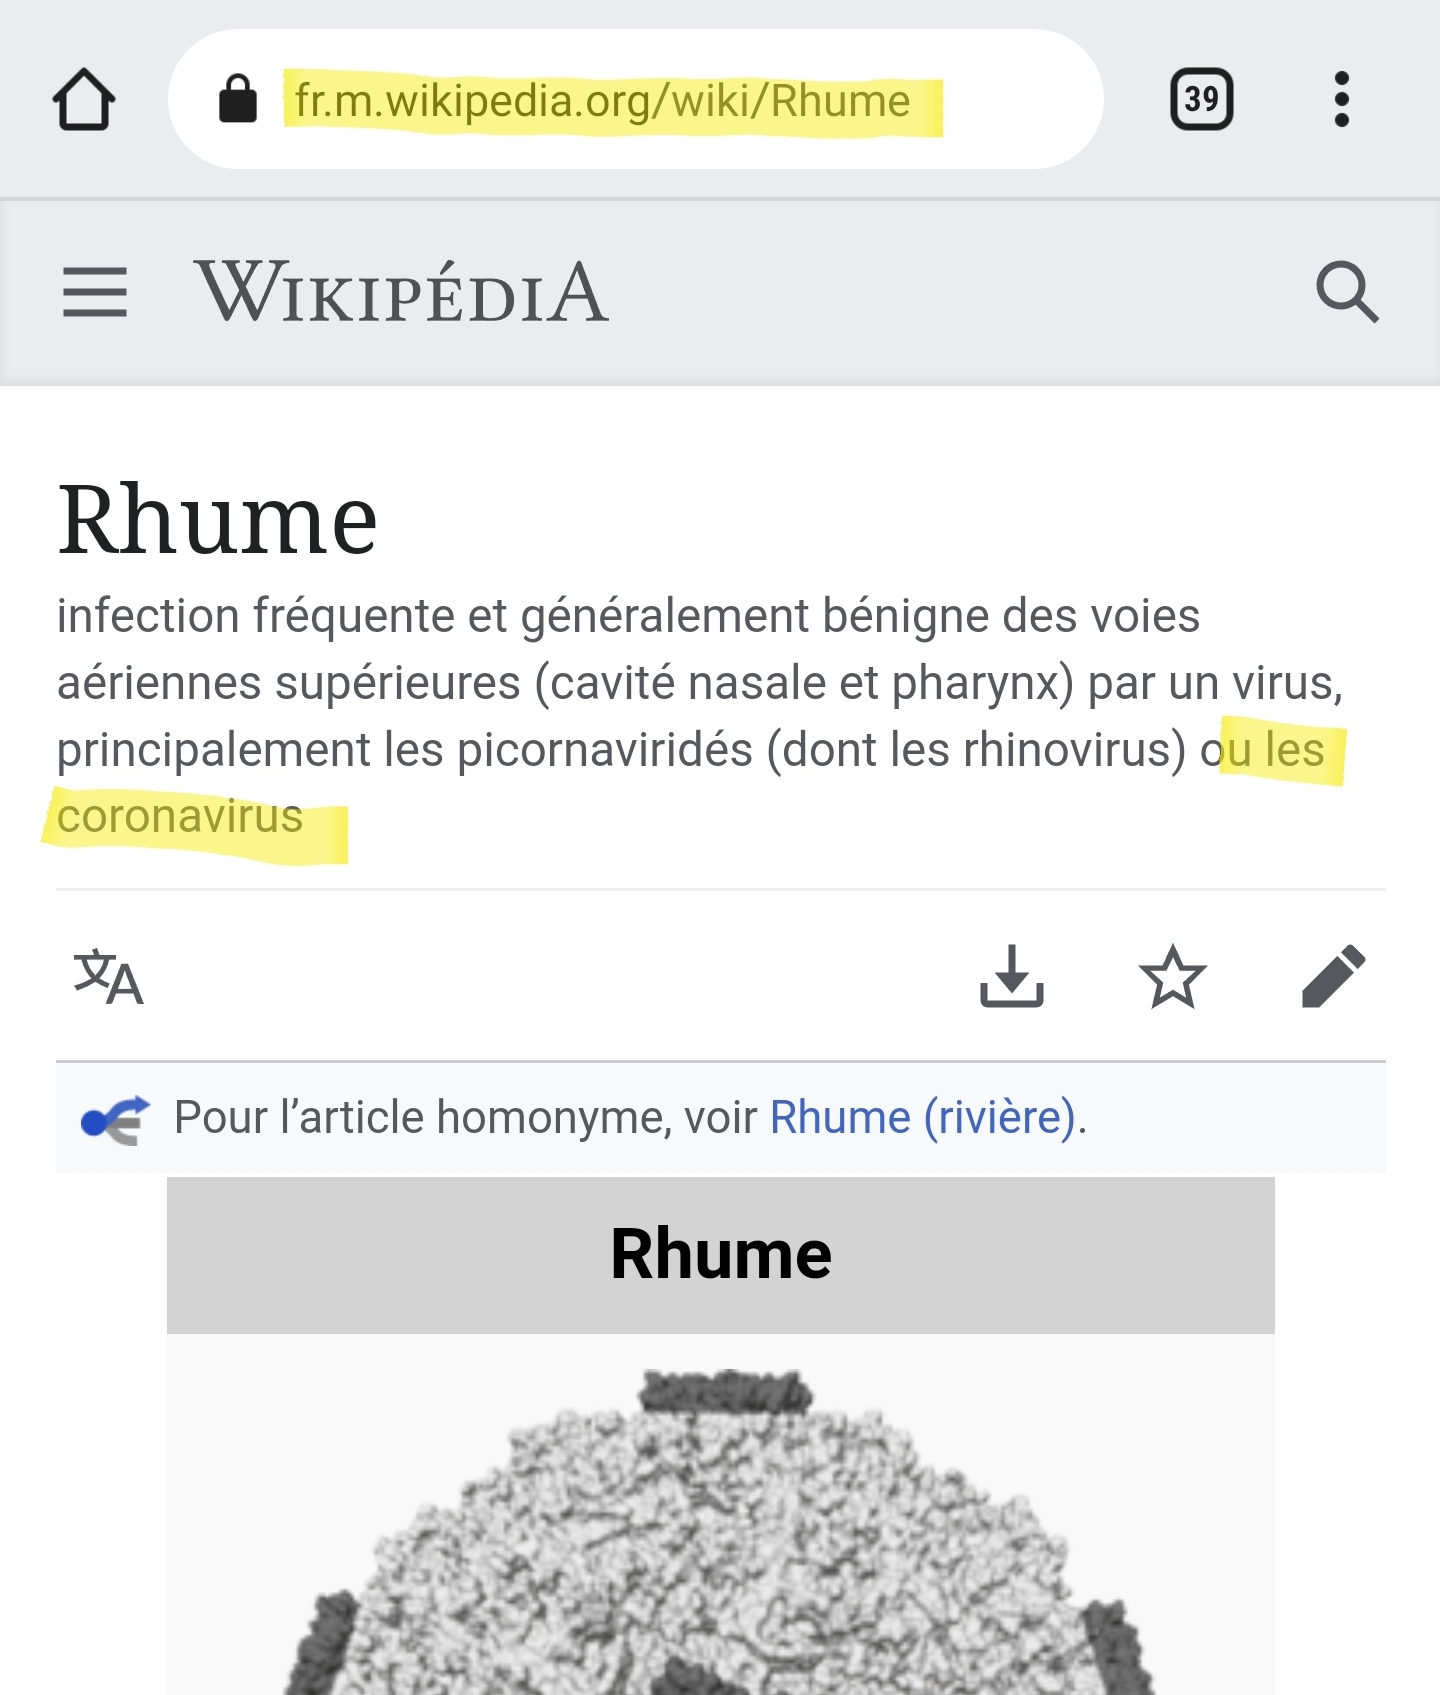 fr.m.wikipedia.org/wiki/Rhume
39
WIKIPÉDIA
Rhume
infection fréquente et généralement bénigne des voies
aériennes supérieures (cavité nasale et pharynx) par un virus,
principalement les picornaviridés (dont les rhinovirus) ou les
coronavirus
文A
Pour l’article homonyme, voir Rhume (rivière).
Rhume